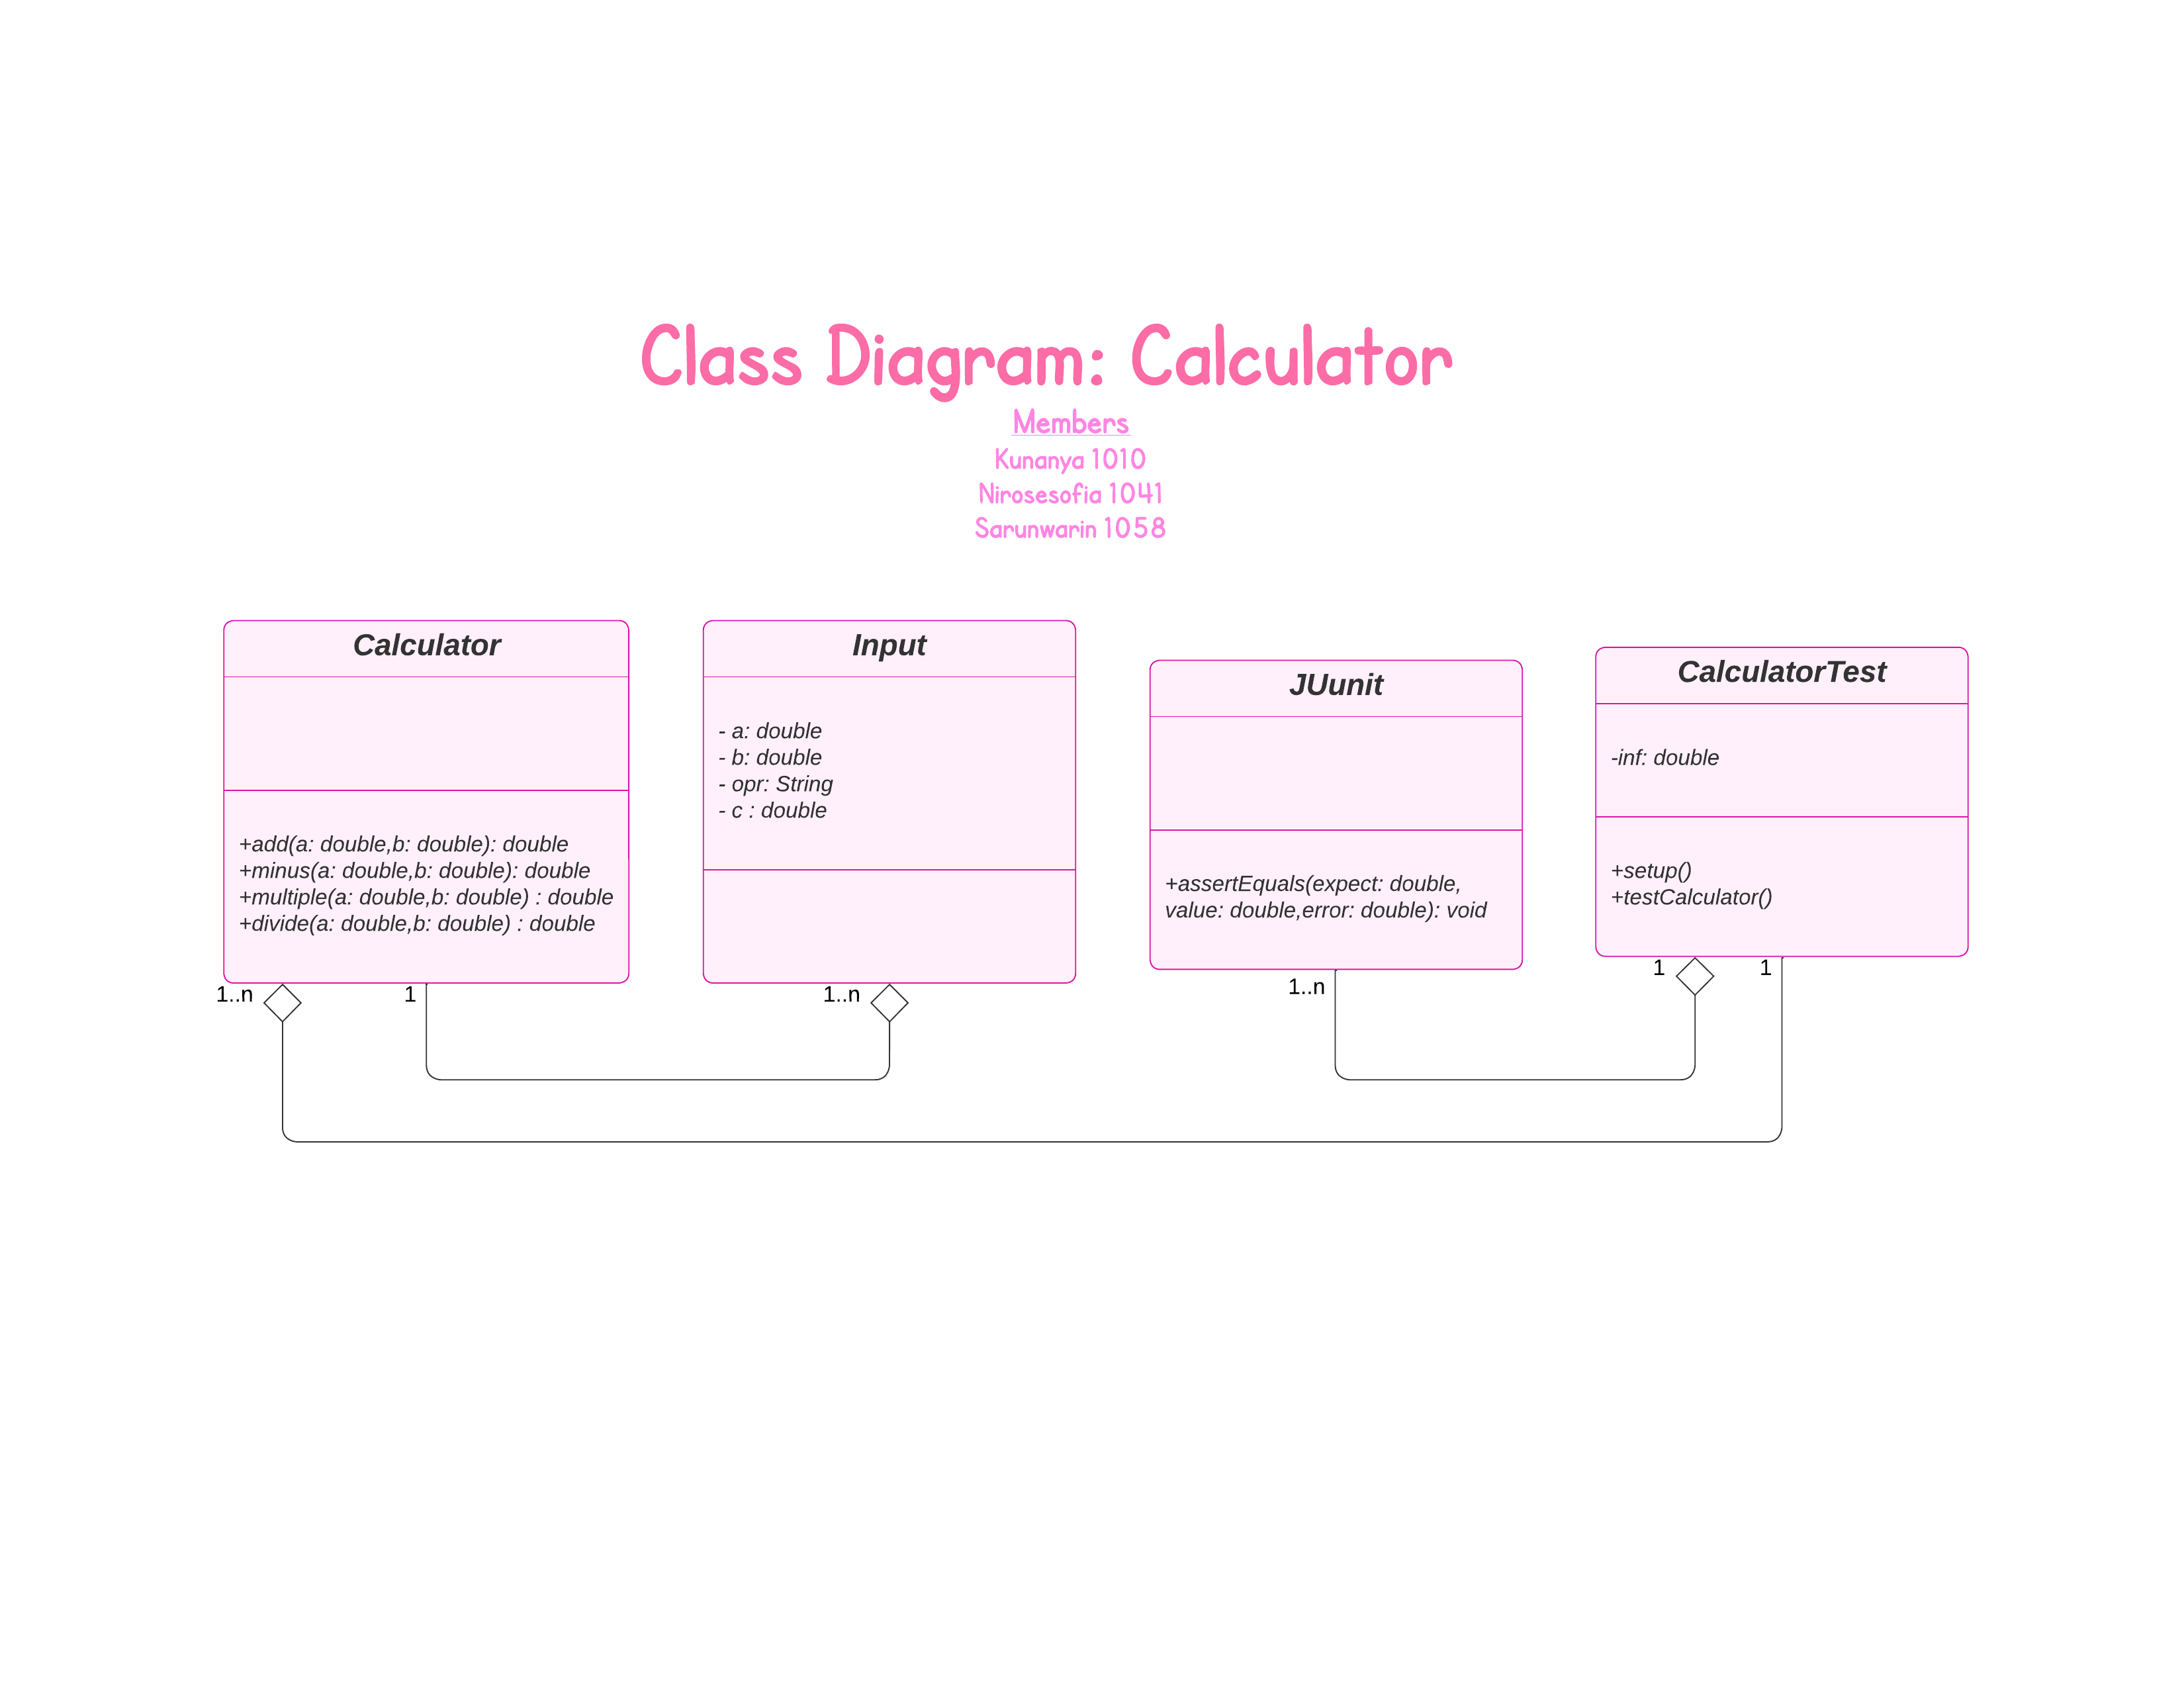 Class Diagram: Calculator
Members
Kunanya 1010
Nirosesofia 1041
Sarunwarin 1058
Calculator
+add(a: double,b: double): double
+minus(a: double,b: double): double
+multiple(a: double,b: double) : double
+divide(a: double,b: double) : double
1..n
1
Input
- a: double
- b: double
- opr: String
- c : double
1..n
JUunit
+assertEquals(expect: double,
value: double,error: double): void
1..n
CalculatorTest
-inf: double
+setup()
+testCalculator()
1
1